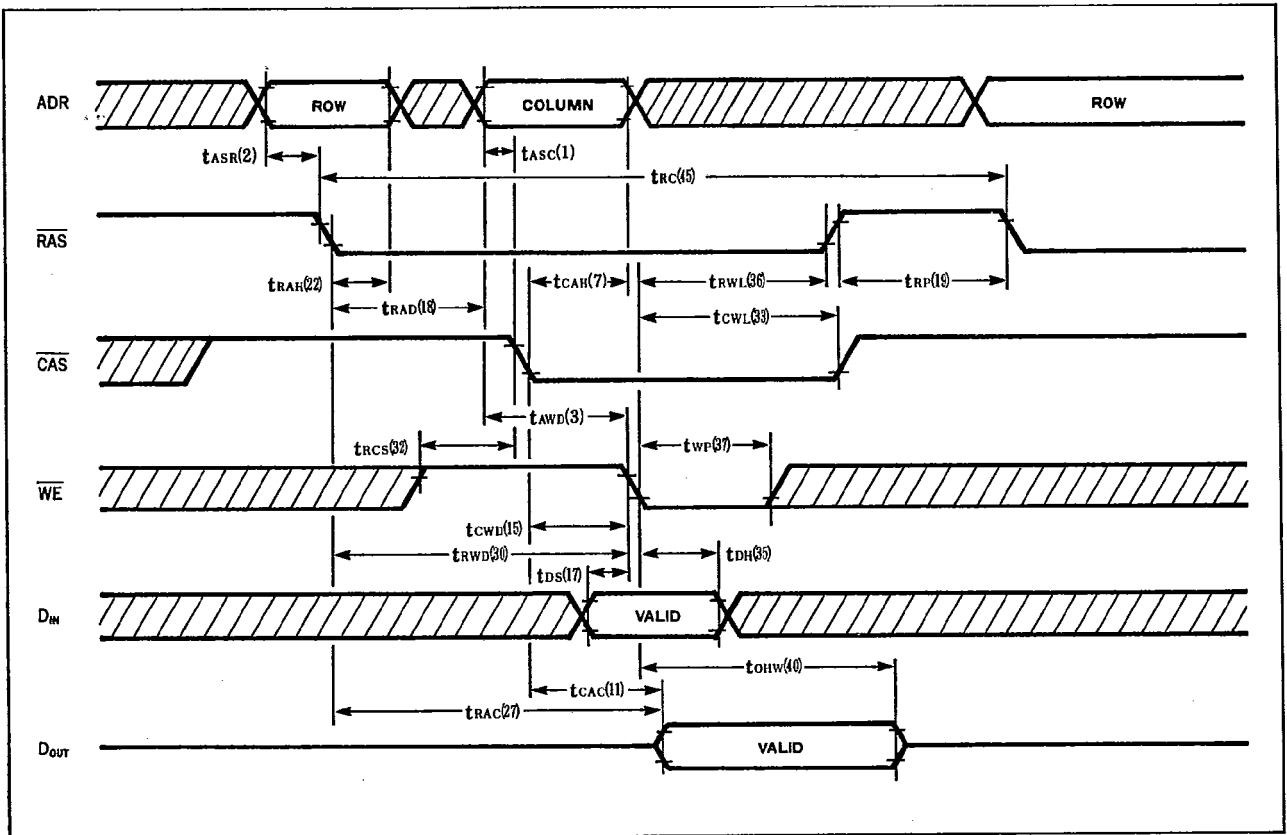 ADR
ROW
COLUMN
ROW
tASR(2)
tASC(1)
tRC(45)
RAS
tRAH(22)
tCAH(7)
tRWL(36)
tRP(19)
tRAD(18)
tCWL(33)
CAS
tAWD(3)
tRCS(32)
tWP(37)
WE
tCWD(15)
tRWD(30)
tDH(35)
tDS(17)
DIN
VALID
tOHW(40)
tCAC(11)
tRAC(27)
DOUT
VALID